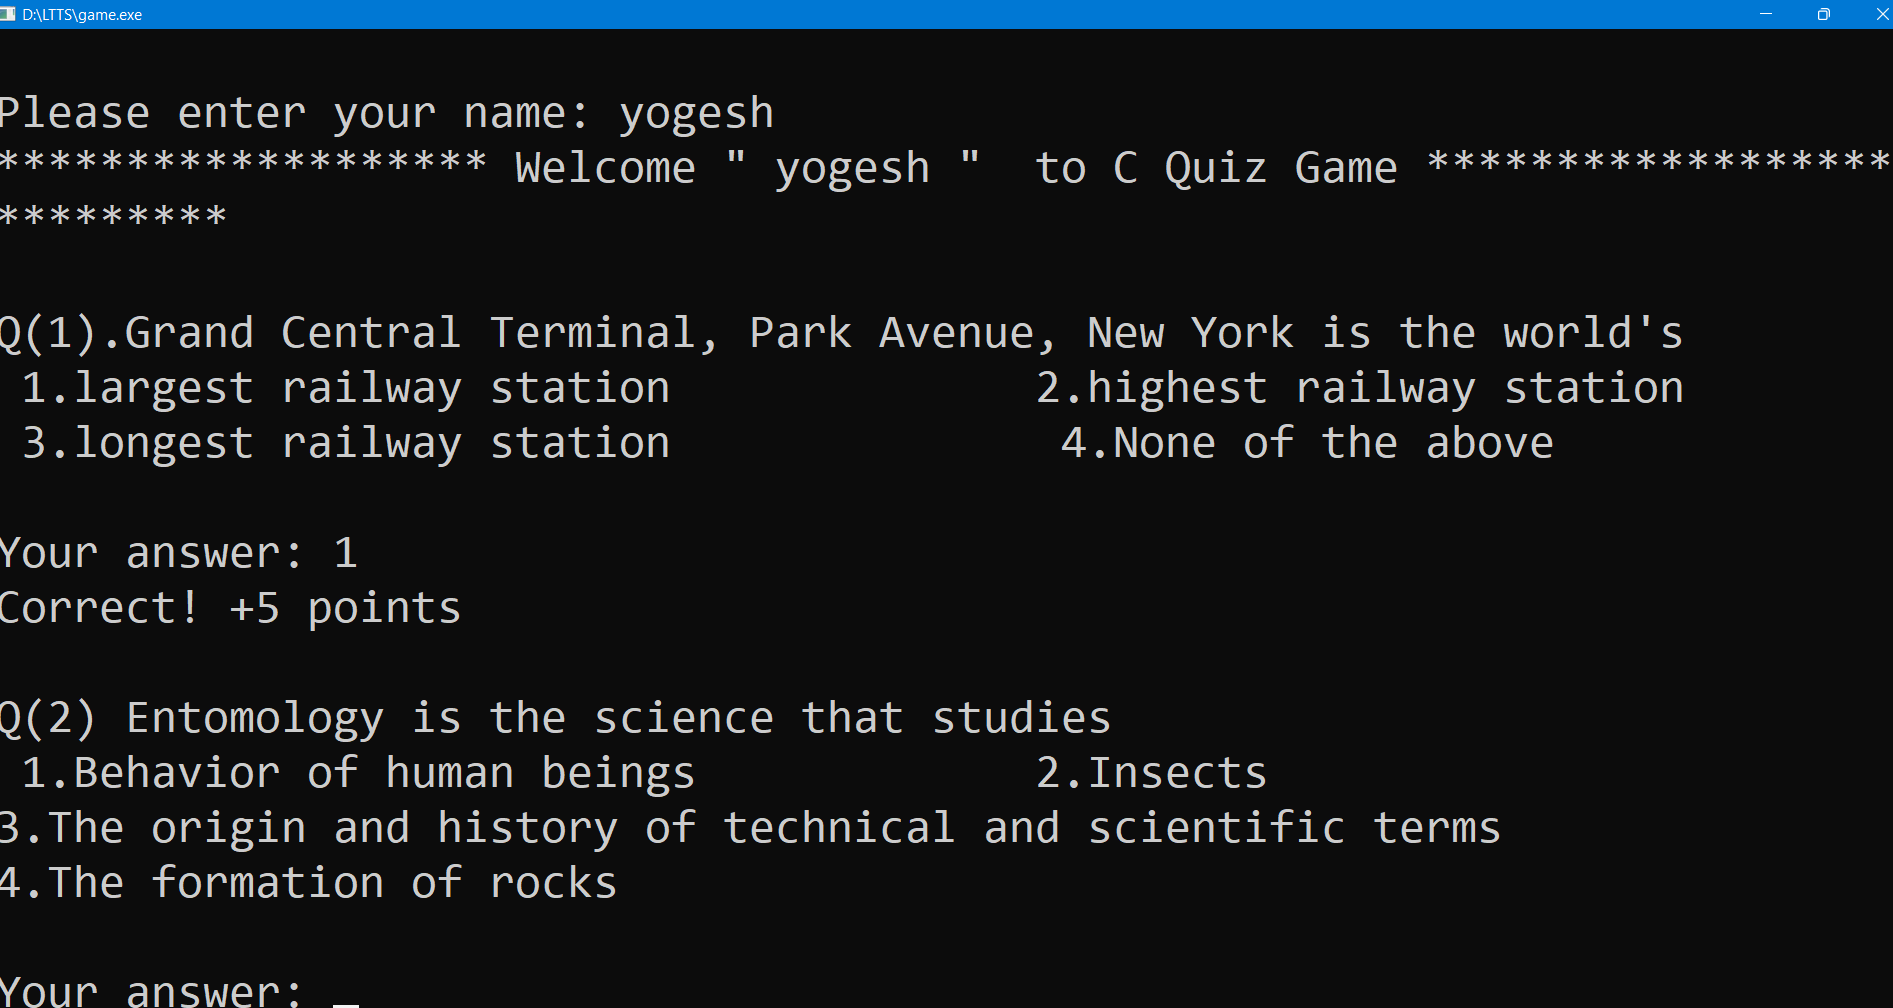 D:\LTTS\game.exe
Please enter your name: yogesh
******************* Welcome " yogesh "  to C Quiz Game ******************
*********
Q(1).Grand Central Terminal, Park Avenue, New York is the world's
1.largest railway station 2.highest railway station
3.longest railway station 4.None of the above
Your answer: 1
Correct! +5 points
Q(2) Entomology is the science that studies
1.Behavior of human beings 2.Insects
3.The origin and history of technical and scientific terms
4.The formation of rocks
Your answer: _